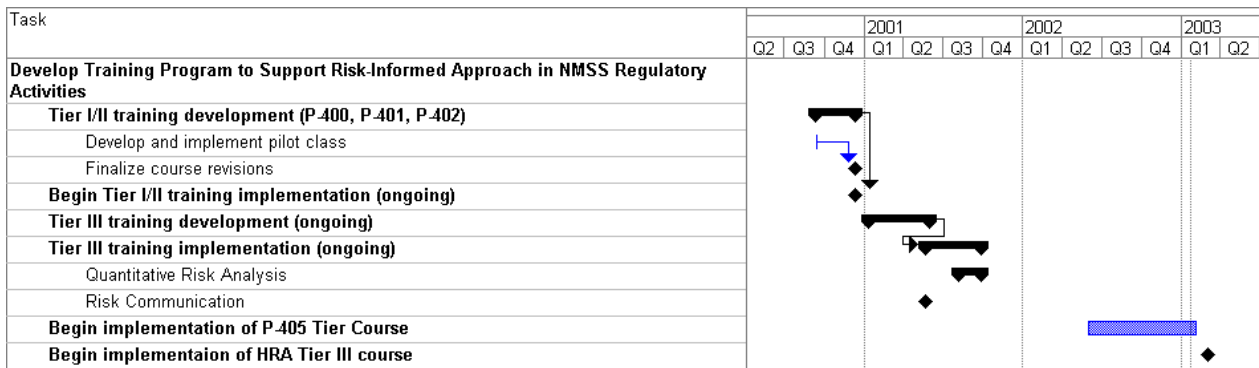 Task
2001 2002 2003
Q2 Q3 Q4 Q1 Q2 Q3 Q4 Q1 Q2 Q3 Q4 Q1 Q2
Develop Training Program to Support Risk-Informed Approach in NMSS Regulatory
Activities
Tier I/II training development (P-400, P-401, P-402)
Develop and implement pilot class
Finalize course revisions
Begin Tier I/II training implementation (ongoing)
Tier III training development (ongoing)
Tier III training implementation (ongoing)
Quantitative Risk Analysis
Risk Communication
Begin implementation of P-405 Tier Course
Begin implementaion of HRA Tier III course